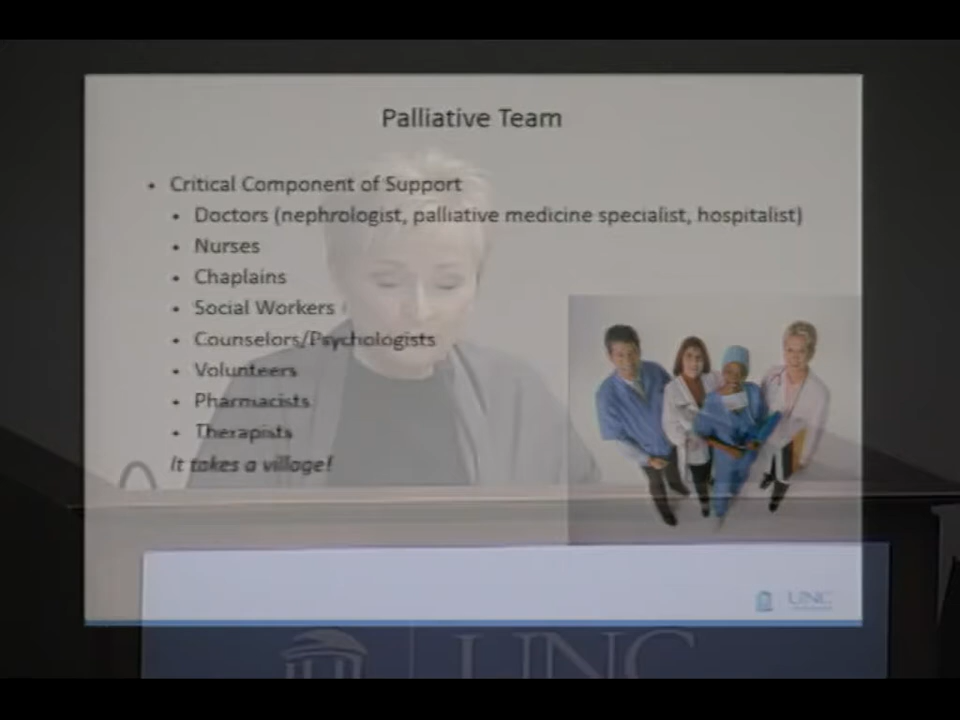 Palliative Team
• Critical Component of Support
• Doctors (nephrologist, palliative medicine specialist, hospitalist)
• Nurses
• Chaplains
• Social Workers
• Counselors/Psychologists
• Volunteers
• Pharmacists
• Therapists
It takes a village!
UNC
UNC